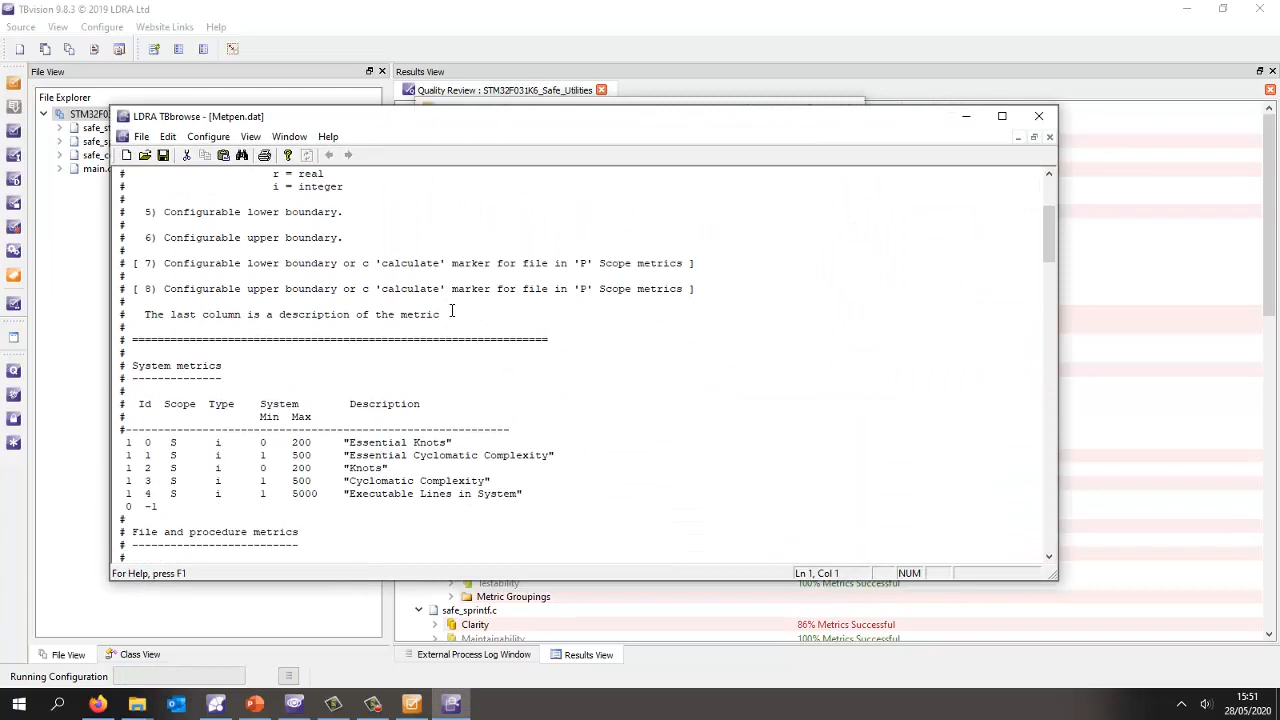 TBvision 9.8.3 © 2019 LDRA Ltd
Source View Configure Website Links Help
File View
Results View
File Explorer
Quality Review : STM32F031K6_Safe_Utilities
STM32F0
safe_s
safe_s
safe_c
main.c
LDRA TBbrowse - [Metpen.dat]
File Edit Configure View Window Help
# r = real
# i = integer
#
# 5) Configurable lower boundary.
#
# 6) Configurable upper boundary.
#
# [ 7) Configurable lower boundary or c 'calculate' marker for file in 'P' Scope metrics ]
#
# [ 8) Configurable upper boundary or c 'calculate' marker for file in 'P' Scope metrics ]
#
# The last column is a description of the metric
#
# ================================================================
#
# System metrics
# --------------
#
# Id Scope Type System Description
# Min Max
#------------------------------------------------------------
1 0 S i 0 200 "Essential Knots"
1 1 S i 1 500 "Essential Cyclomatic Complexity"
1 2 S i 0 200 "Knots"
1 3 S i 1 500 "Cyclomatic Complexity"
1 4 S i 1 5000 "Executable Lines in System"
0 -1
#
# File and procedure metrics
# --------------------------
#
For Help, press F1
Ln 1, Col 1
NUM
Testability 100% Metrics Successful
Metric Groupings
safe_sprintf.c
Clarity 86% Metrics Successful
Maintainability 100% Metrics Successful
File View Class View
External Process Log Window Results View
Running Configuration
15:51
28/05/2020